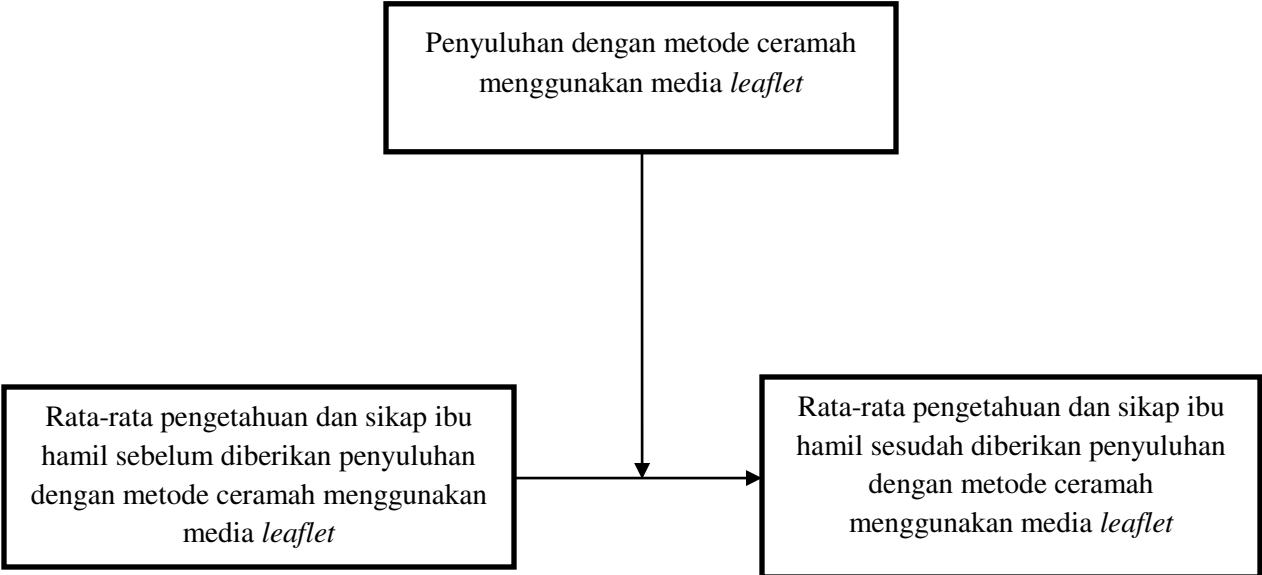 Penyuluhan dengan metode ceramah
menggunakan media leaflet
Rata-rata pengetahuan dan sikap ibu
hamil sebelum diberikan penyuluhan
dengan metode ceramah menggunakan
media leaflet
Rata-rata pengetahuan dan sikap ibu
hamil sesudah diberikan penyuluhan
dengan metode ceramah
menggunakan media leaflet